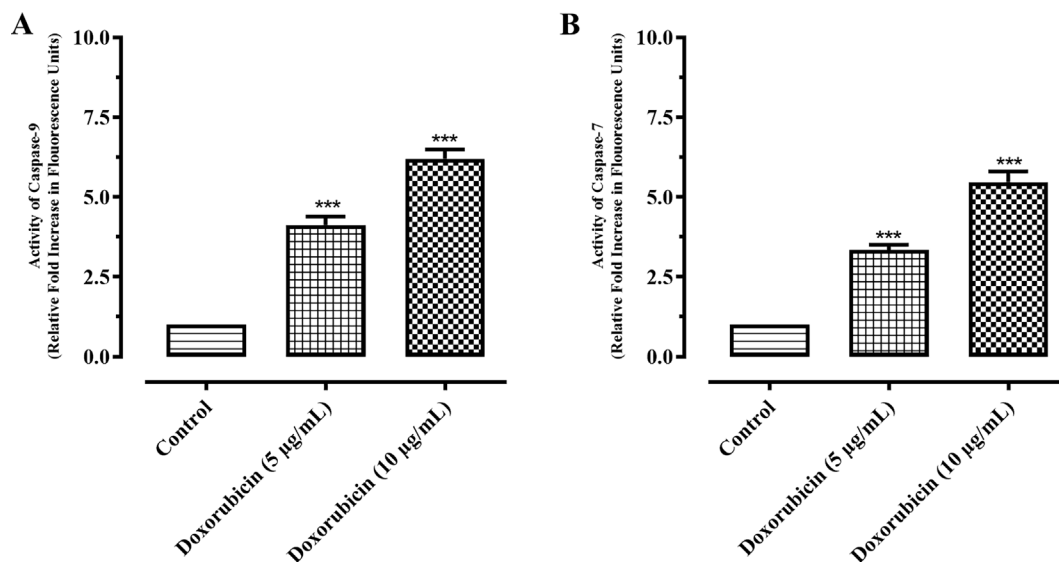 A
Activity of Caspase-9
(Relative Fold Increase in Flouorescence Units)
10.0
7.5
5.0
2.5
0.0
***
***
Control
Doxorubicin (5 µg/mL)
Doxorubicin (10 µg/mL)
B
Activity of Caspase-7
(Relative Fold Increase in Flouorescence Units)
10.0
7.5
5.0
2.5
0.0
***
***
Control
Doxorubicin (5 µg/mL)
Doxorubicin (10 µg/mL)